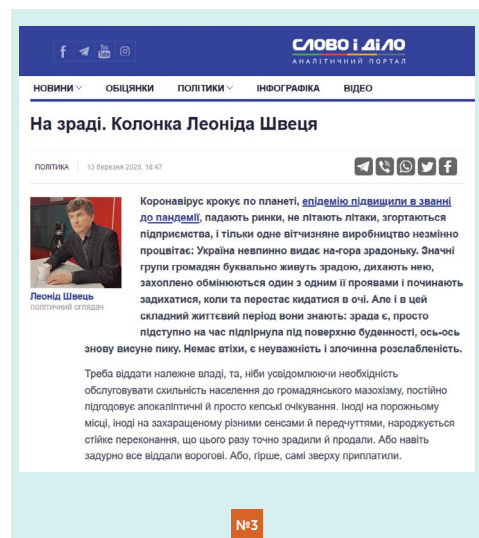 You Tube
СЛОВО і ДІЛО
АНАЛІТИЧНИЙ ПОРТАЛ
НОВИНИ ОБІЦЯНКИ ПОЛІТИКИ ІНФОГРАФІКА ВІДЕО
На зраді. Колонка Леоніда Швеця
ПОЛІТИКА 13 березня 2020, 18:47
Леонід Швець
політичний оглядач
Коронавірус крокує по планеті, епідемію підвищили в званні
до пандемії, падають ринки, не літають літаки, згортаються
підприємства, і тільки одне вітчизняне виробництво незмінно
процвітає: Україна невпинно видає на-гора зрадоньку. Значні
групи громадян буквально живуть зрадою, дихають нею,
захоплено обмінюються один з одним її проявами і починають
задихатися, коли та перестає кидатися в очі. Але і в цей
складний життєвий період вони знають: зрада є, просто
підступно на час підпірнула під поверхню буденності, ось-ось
знову висуне пику. Немає втіхи, є неуважність і злочинна розслабленість.
Треба віддати належне владі, та, ніби усвідомлюючи необхідність
обслуговувати схильність населення до громадянського мазохізму, постійно
підгодовує апокаліптичні й просто кепські очікування. Іноді на порожньому
місці, іноді на захаращеному різними сенсами й передчуттями, народжується
стійке переконання, що цього разу точно зрадили й продали. Або навіть
задурно все віддали ворогові. Або, гірше, самі зверху приплатили.
№3